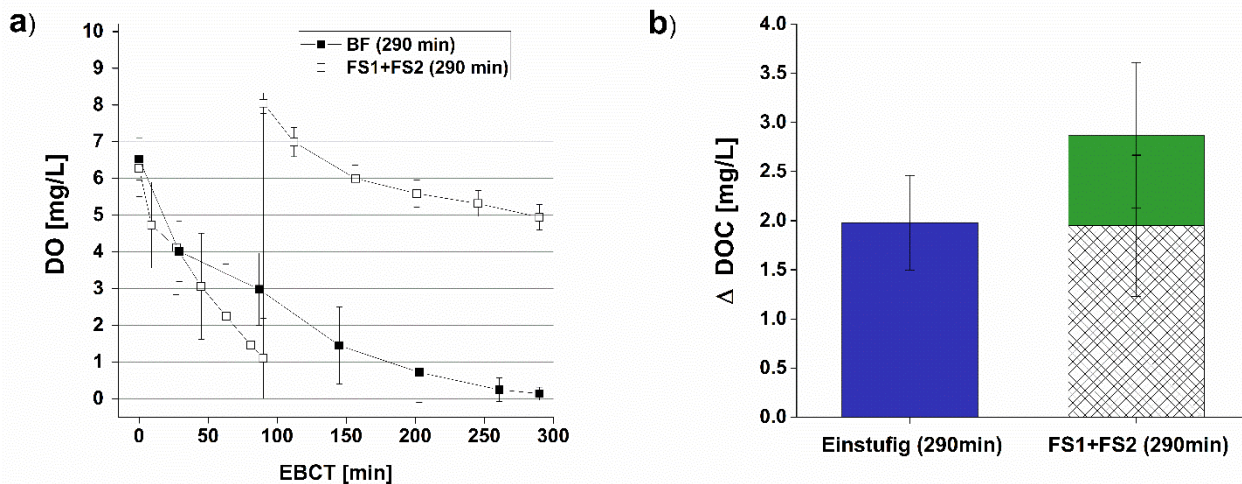 a)
BF (290 min)
FS1+FS2 (290 min)
DO [mg/L]
10
9
8
7
6
5
4
3
2
1
0
0 50 100 150 200 250 300
EBCT [min]
b)
Δ DOC [mg/L]
4.0
3.5
3.0
2.5
2.0
1.5
1.0
0.5
0.0
Einstufig (290min) FS1+FS2 (290min)